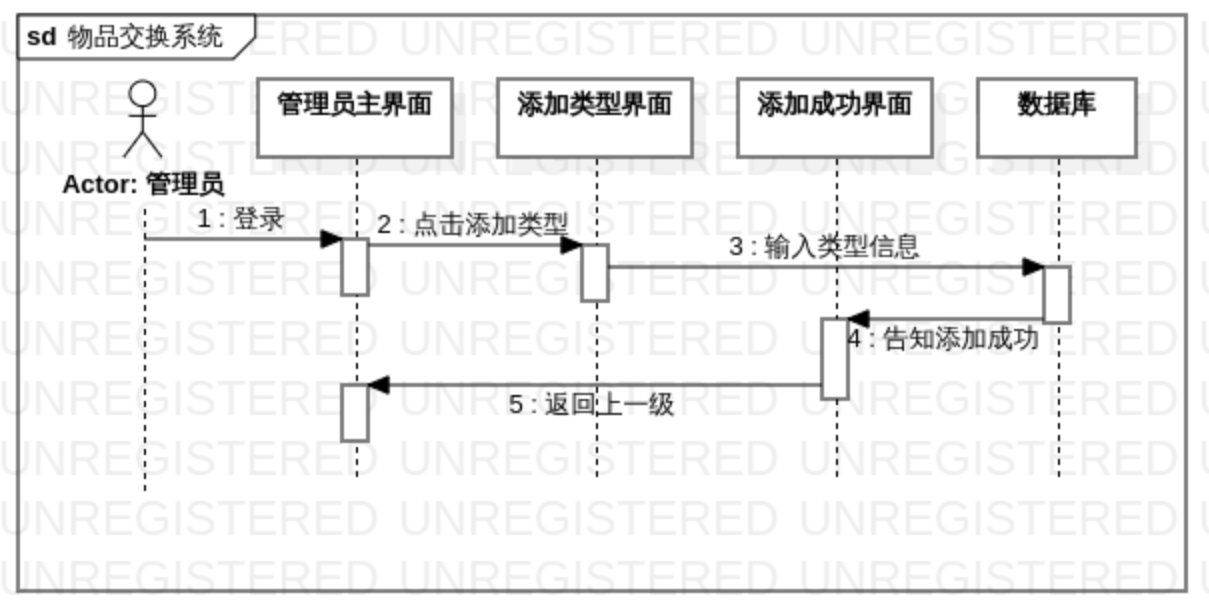 sd 物品交换系统
管理员主界面
添加类型界面
添加成功界面
数据库
Actor: 管理员
1 : 登录
2 : 点击添加类型
3 : 输入类型信息
4 : 告知添加成功
5 : 返回上一级
UNREGISTERED